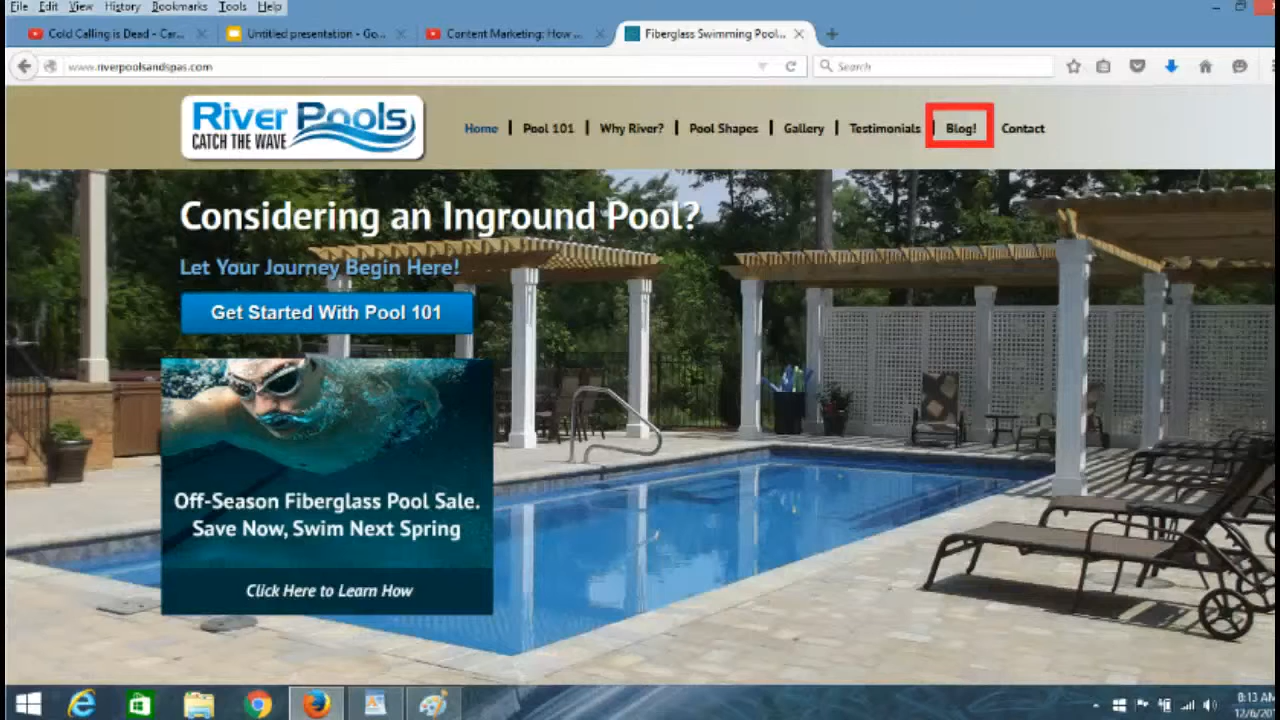 File Edit View History Bookmarks Tools Help
Cold Calling is Dead - Car... Untitled presentation - Go... Content Marketing: How ... Fiberglass Swimming Pool...
www.riverpoolsandspas.com Search
River Pools
CATCH THE WAVE
Home Pool 101 Why River? Pool Shapes Gallery Testimonials Blog! Contact
Considering an Inground Pool?
Let Your Journey Begin Here!
Get Started With Pool 101
Off-Season Fiberglass Pool Sale.
Save Now, Swim Next Spring
Click Here to Learn How
8:13 AM
12/6/20